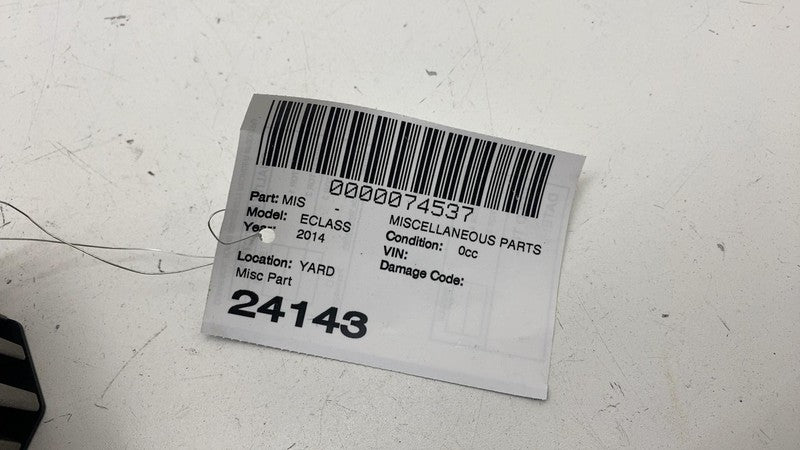 0000074537
Part: MIS - MISCELLANEOUS PARTS
Model: ECLASS Condition: 0cc
Year: 2014 VIN:
Damage Code:
Location: YARD
Misc Part
24143